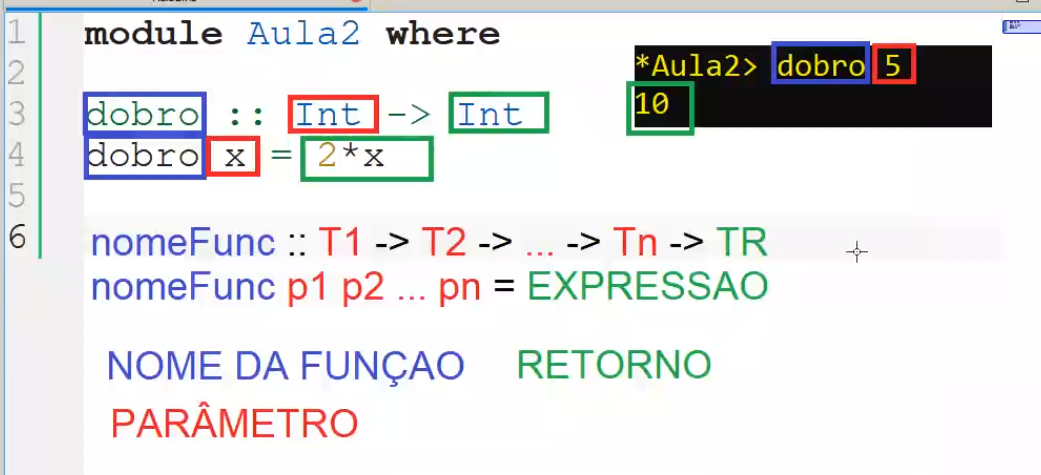 1 module Aula2 where
2
*Aula2> dobro 5
10
3 dobro :: Int -> Int
4 dobro x = 2*x
5
6 nomeFunc :: T1 -> T2 -> ... -> Tn -> TR
nomeFunc p1 p2 ... pn = EXPRESSAO
NOME DA FUNÇAO RETORNO
PARÂMETRO